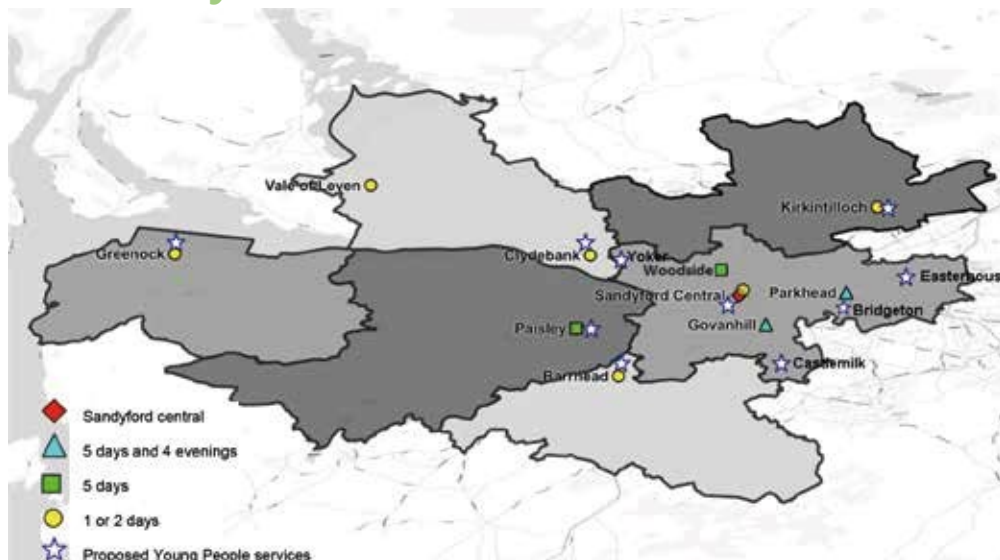 Vale of Leven
Kirkintilloch
Greenock
Clydebank
Yoker
Woodside
Easterhous
Sandyford Central
Parkhead
Bridgeton
Paisley
Govanhill
Castlemilk
Barrhead
Sandyford central
5 days and 4 evenings
5 days
1 or 2 days
Proposed Young People services